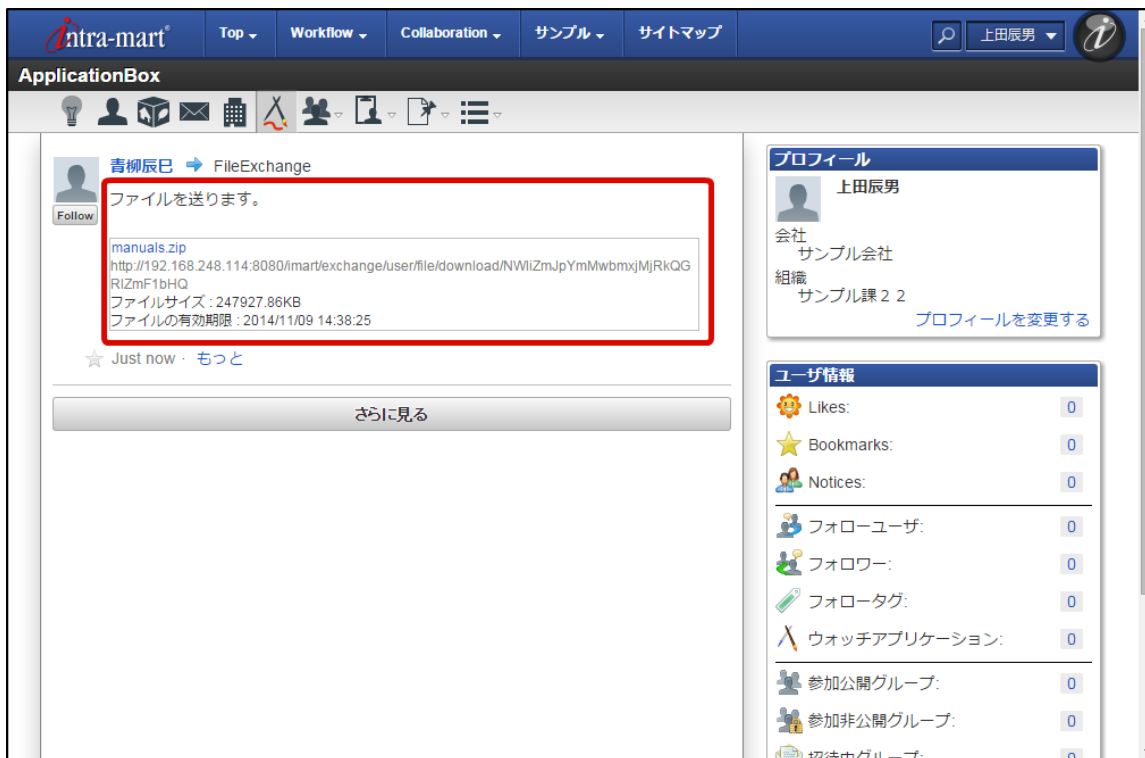 intra-mart®
Top
Workflow
Collaboration
サンプル
サイトマップ
上田辰男
ApplicationBox
青柳辰巳 FileExchange
Follow
ファイルを送ります。
manuals.zip
http://192.168.248.114:8080/imart/exchange/user/file/download/NWIiZmJpYmMwbmxjMjRkQG
RIZmF1bHQ
ファイルサイズ : 247927.86KB
ファイルの有効期限 : 2014/11/09 14:38:25
Just now · もっと
さらに見る
プロフィール
上田辰男
会社
サンプル会社
組織
サンプル課22
プロフィールを変更する
ユーザ情報
Likes: 0
Bookmarks: 0
Notices: 0
フォローユーザ: 0
フォロワー: 0
フォロータグ: 0
ウォッチアプリケーション: 0
参加公開グループ: 0
参加非公開グループ: 0
招待中グループ: 0